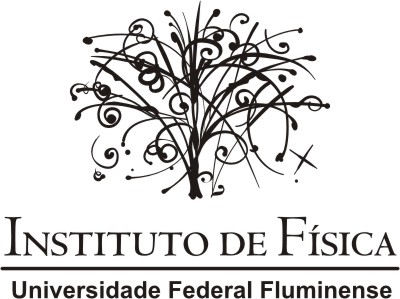 INSTITUTO DE FÍSICA
Universidade Federal Fluminense